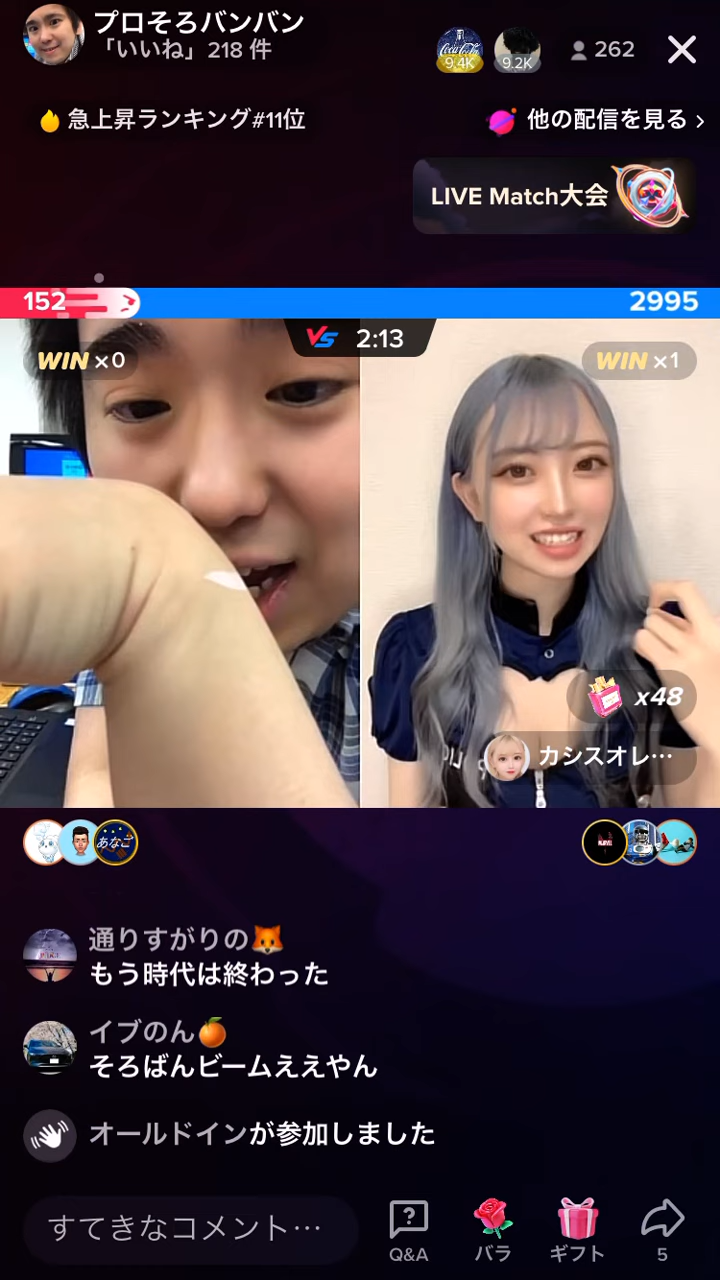 プロそろバンバン
「いいね」218 件
9.4K
9.2K
262
急上昇ランキング#11位
他の配信を見る
LIVE Match大会
152
2995
VS 2:13
WIN x0
WIN x1
x48
カシスオレ…
あなご
通りすがりの🦊
もう時代は終わった
イブのん🍊
そろばんビームええやん
オールドインが参加しました
すてきなコメント…
Q&A
バラ
ギフト
5